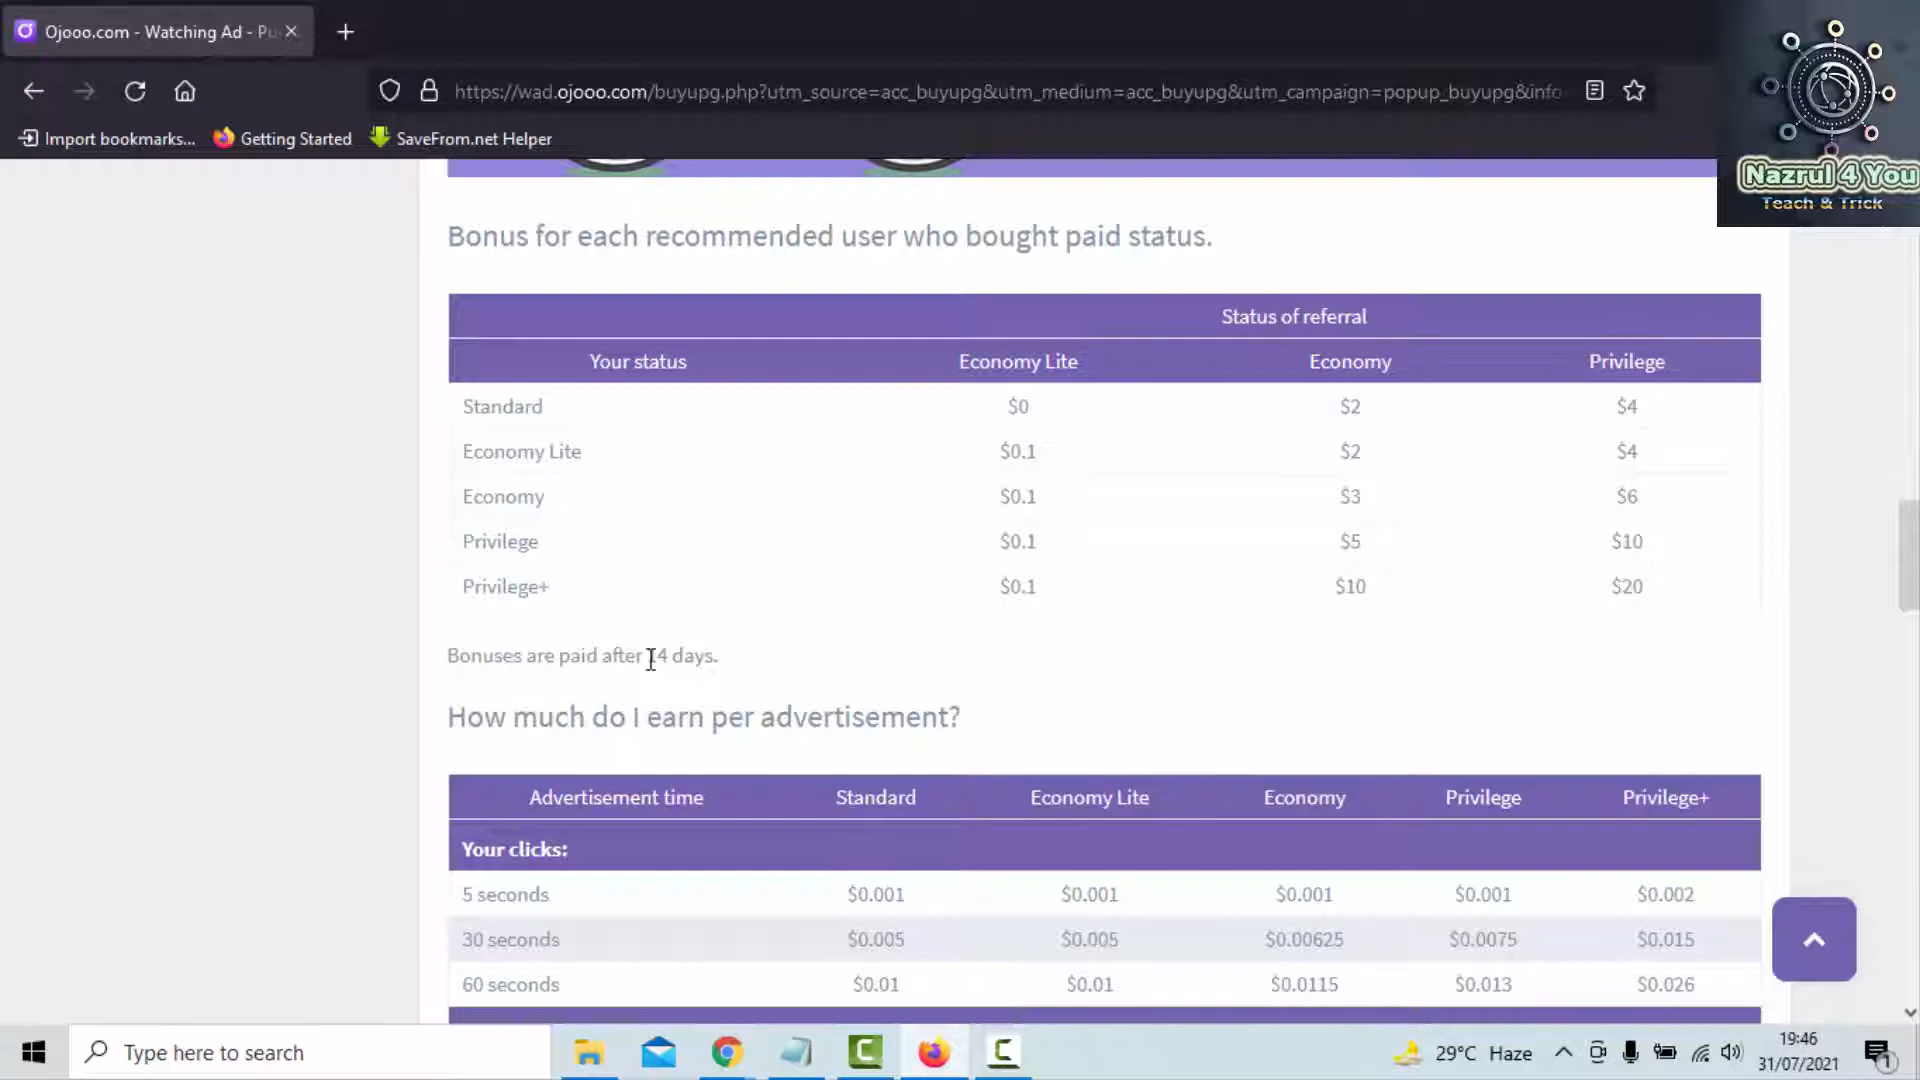 Ojooo.com - Watching Ad - Pu
https://wad.ojooo.com/buyupg.php?utm_source=acc_buyupg&utm_medium=acc_buyupg&utm_campaign=popup_buyupg&info
Import bookmarks... Getting Started SaveFrom.net Helper
Nazrul 4 You
Teach & Trick
Bonus for each recommended user who bought paid status.
Status of referral
Your status Economy Lite Economy Privilege
Standard $0 $2 $4
Economy Lite $0.1 $2 $4
Economy $0.1 $3 $6
Privilege $0.1 $5 $10
Privilege+ $0.1 $10 $20
Bonuses are paid after 14 days.
How much do I earn per advertisement?
Advertisement time Standard Economy Lite Economy Privilege Privilege+
Your clicks:
5 seconds $0.001 $0.001 $0.001 $0.001 $0.002
30 seconds $0.005 $0.005 $0.00625 $0.0075 $0.015
60 seconds $0.01 $0.01 $0.0115 $0.013 $0.026
Type here to search
29°C Haze
19:46
31/07/2021
1